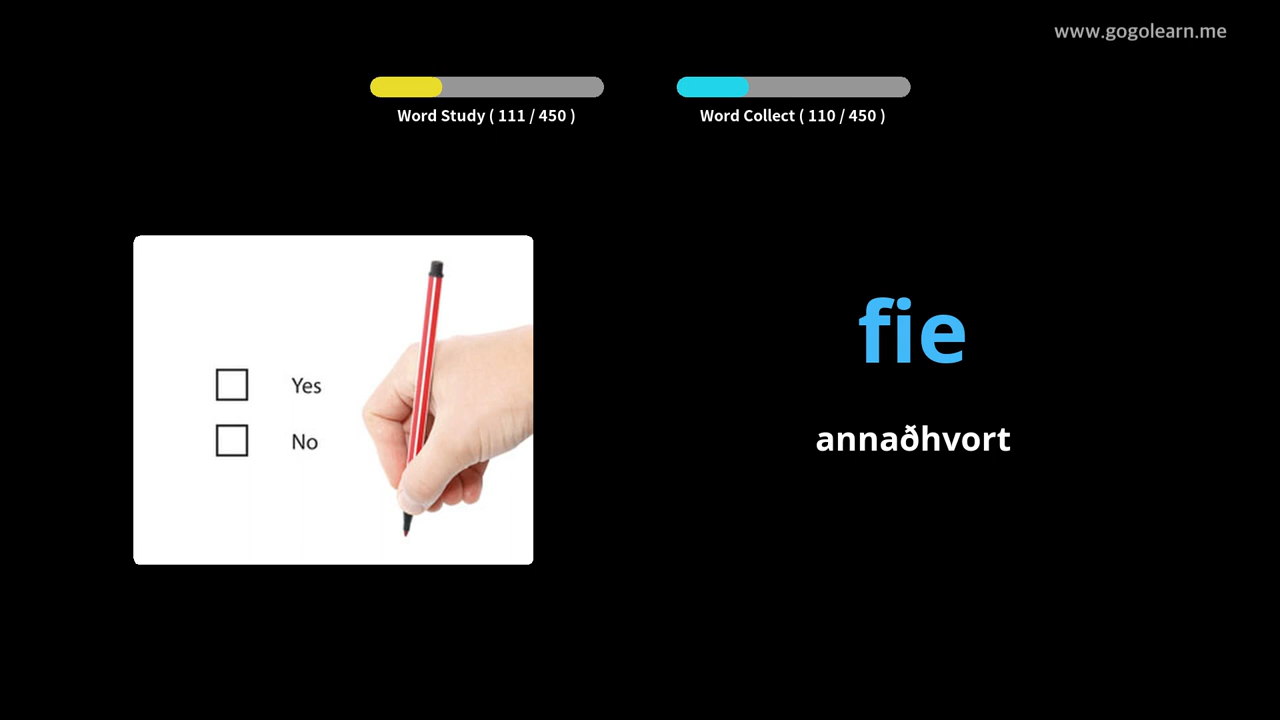 www.gogolearn.me
Word Study ( 111 / 450 )
Word Collect ( 110 / 450 )
Yes
No
fie
annaðhvort